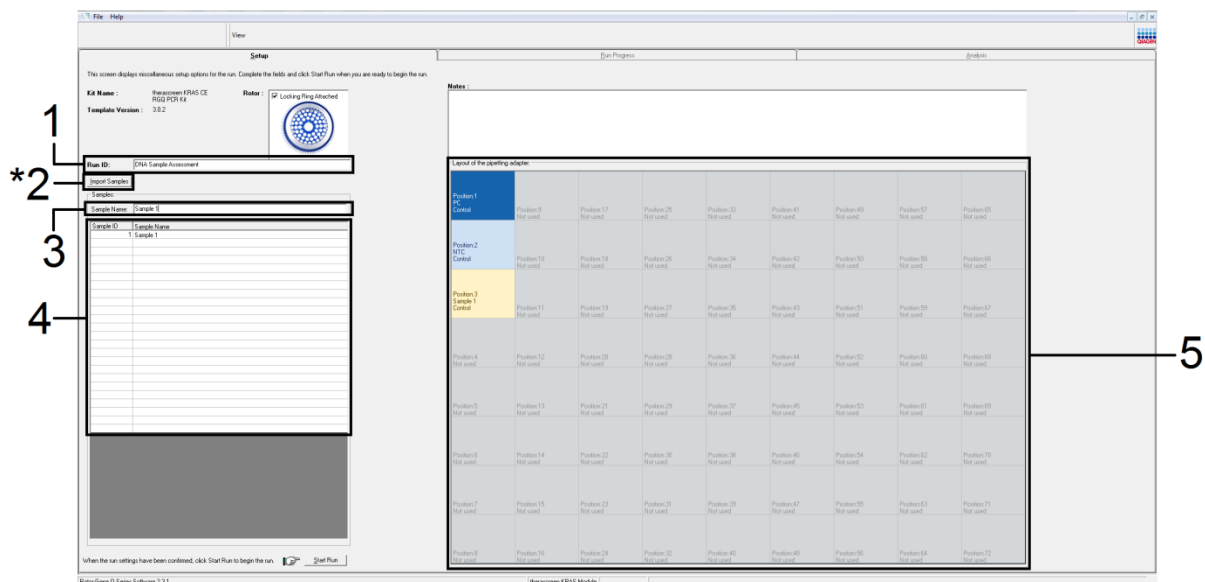 File Help
View
QIAGEN
Setup
Run Progress
Analysis
This screen displays miscellaneous setup options for the run. Complete the fields and click Start Run when you are ready to begin the run.
Kit Name : therascreen KRAS CE
RGQ PCR Kit
Rotor :
Locking Ring Attached
Template Version : 3.8.2
Notes :
1
Run ID: DNA Sample Assessment
*2
Import Samples
Samples:
3
Sample Name: Sample 1
4
Sample ID Sample Name
1 Sample 1
When the run settings have been confirmed, click Start Run to begin the run.
Start Run
Layout of the pipetting adapter:
5
Position:1
PC
Control
Position:9
Not used
Position:17
Not used
Position:25
Not used
Position:33
Not used
Position:41
Not used
Position:49
Not used
Position:57
Not used
Position:65
Not used
Position:2
NTC
Control
Position:10
Not used
Position:18
Not used
Position:26
Not used
Position:34
Not used
Position:42
Not used
Position:50
Not used
Position:58
Not used
Position:66
Not used
Position:3
Sample 1
Control
Position:11
Not used
Position:19
Not used
Position:27
Not used
Position:35
Not used
Position:43
Not used
Position:51
Not used
Position:59
Not used
Position:67
Not used
Position:4
Not used
Position:12
Not used
Position:20
Not used
Position:28
Not used
Position:36
Not used
Position:44
Not used
Position:52
Not used
Position:60
Not used
Position:68
Not used
Position:5
Not used
Position:13
Not used
Position:21
Not used
Position:29
Not used
Position:37
Not used
Position:45
Not used
Position:53
Not used
Position:61
Not used
Position:69
Not used
Position:6
Not used
Position:14
Not used
Position:22
Not used
Position:30
Not used
Position:38
Not used
Position:46
Not used
Position:54
Not used
Position:62
Not used
Position:70
Not used
Position:7
Not used
Position:15
Not used
Position:23
Not used
Position:31
Not used
Position:39
Not used
Position:47
Not used
Position:55
Not used
Position:63
Not used
Position:71
Not used
Position:8
Not used
Position:16
Not used
Position:24
Not used
Position:32
Not used
Position:40
Not used
Position:48
Not used
Position:56
Not used
Position:64
Not used
Position:72
Not used
Rotor-Gene Q Series Software 2.3.1
therascreen KRAS Module